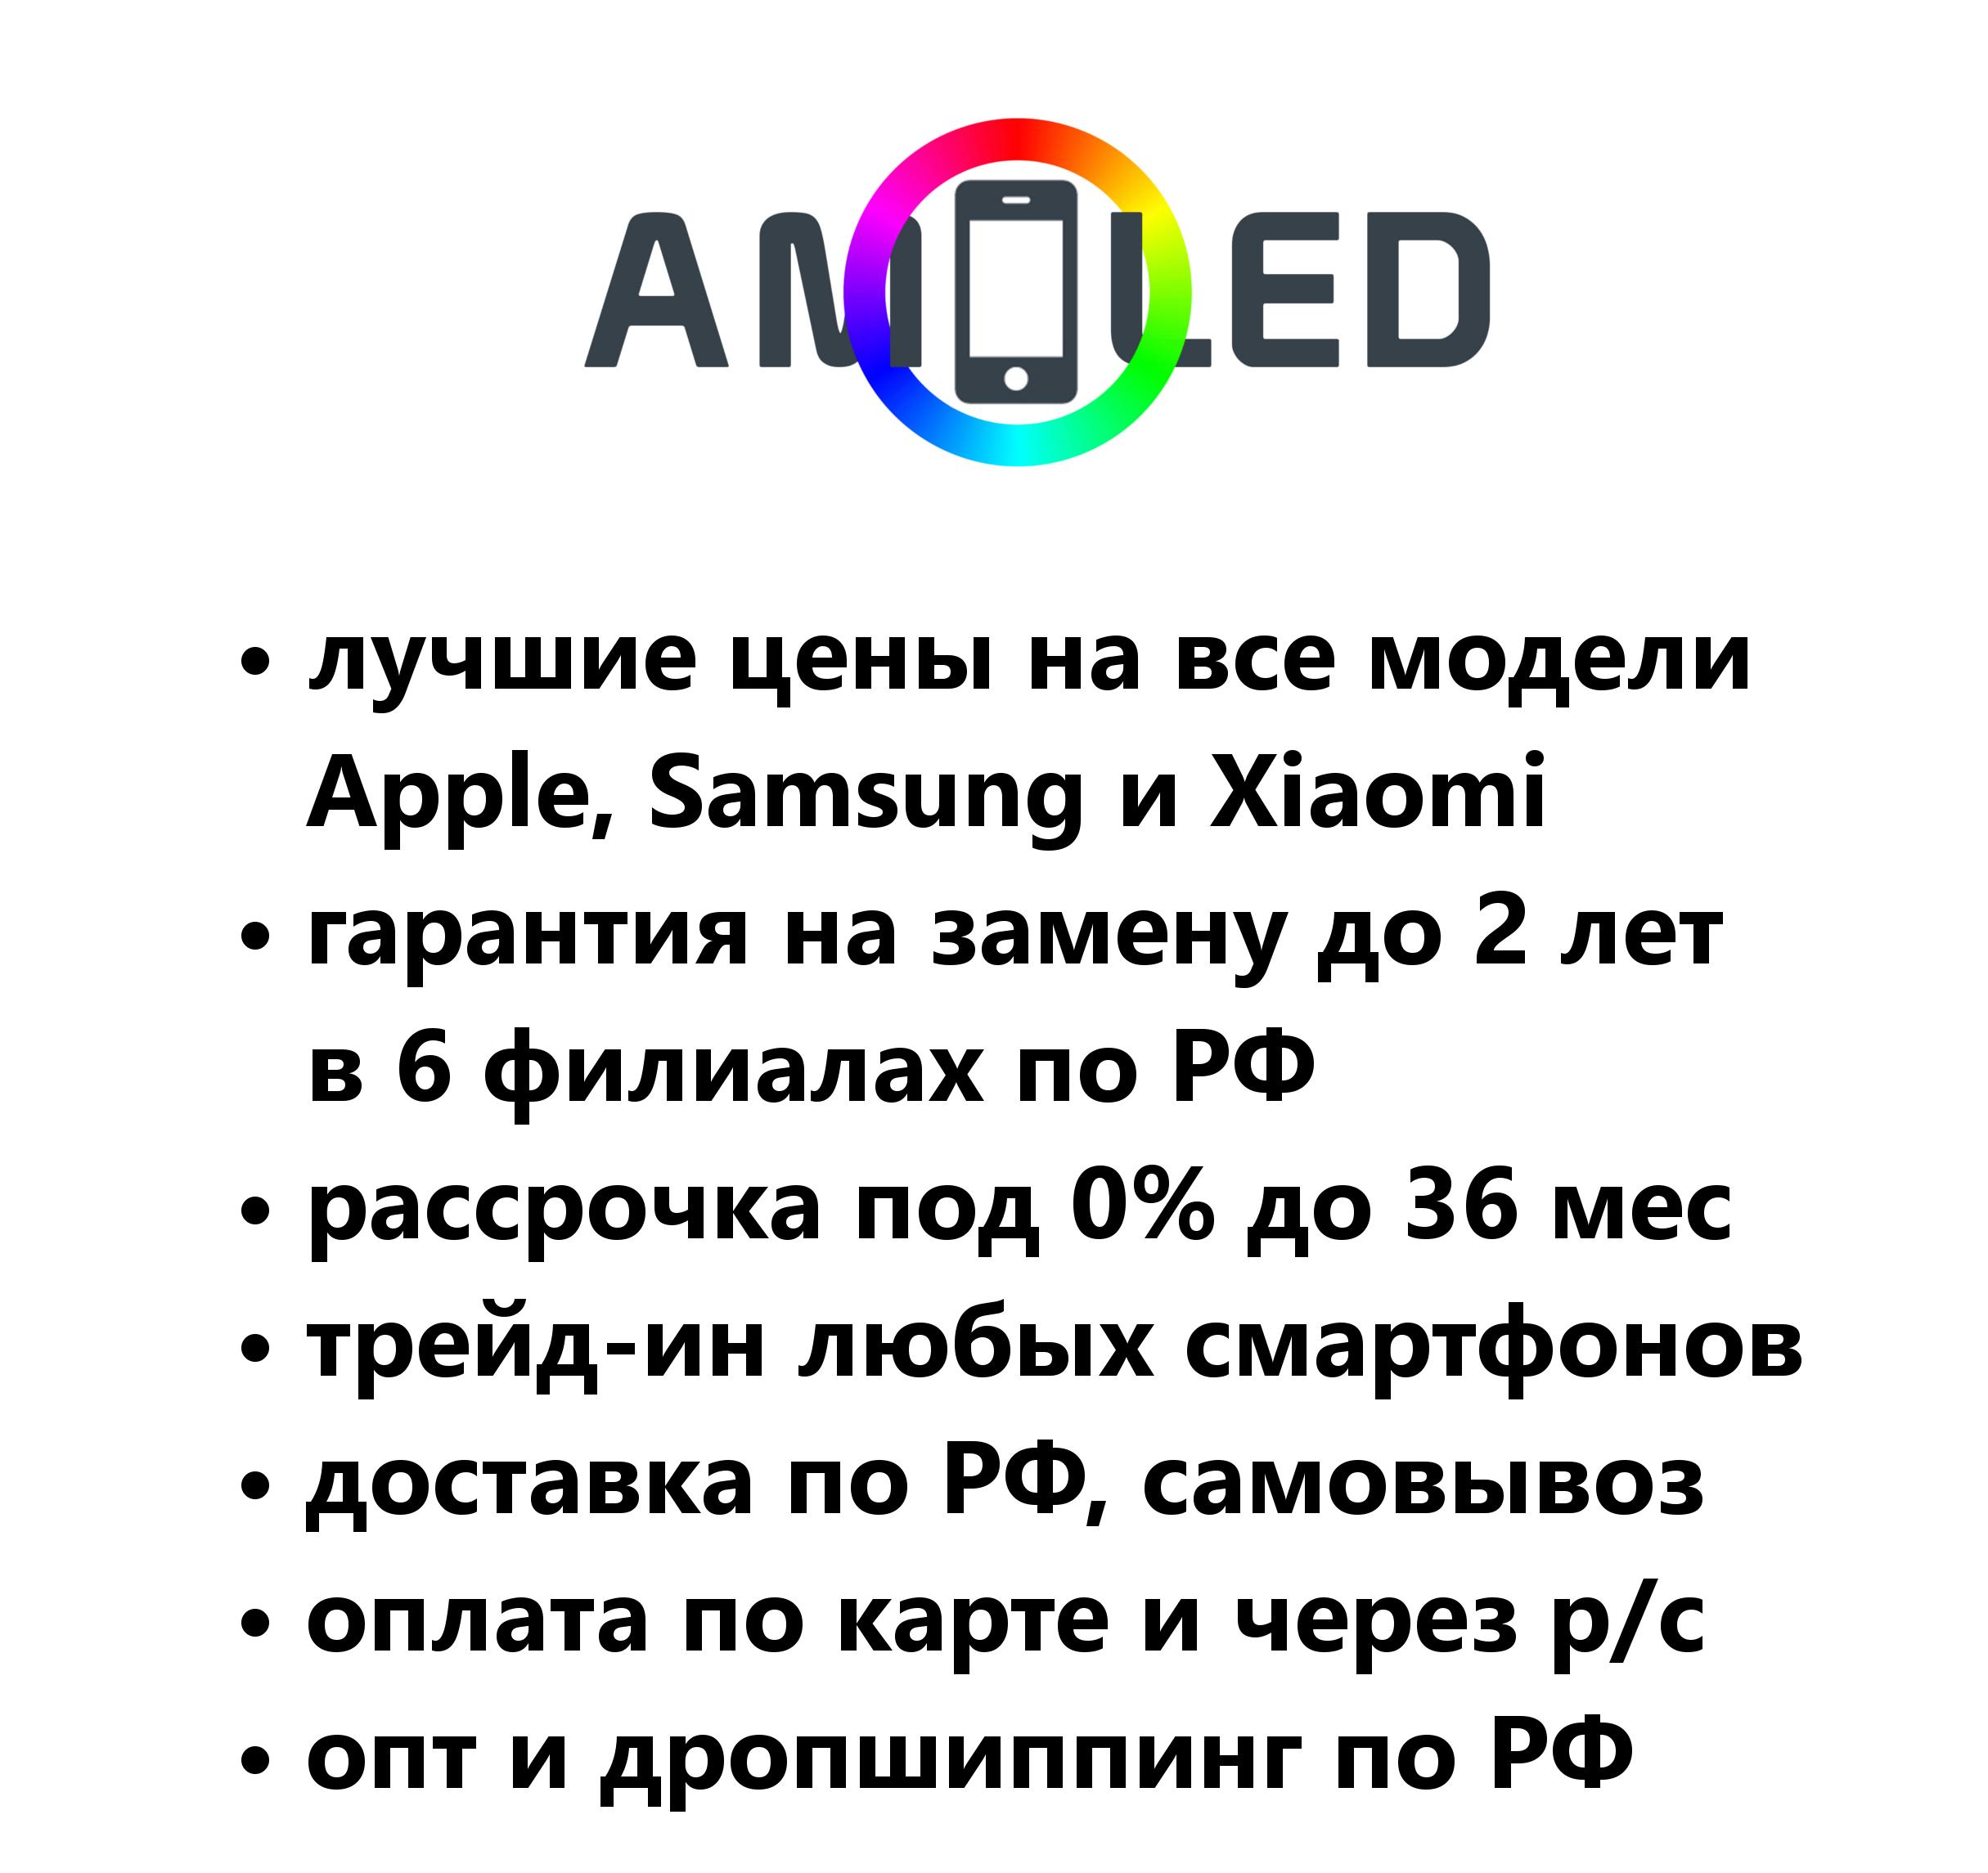 AMOLED
• лучшие цены на все модели
Apple, Samsung и Xiaomi
• гарантия на замену до 2 лет
в 6 филиалах по РФ
• рассрочка под 0% до 36 мес
• трейд-ин любых смартфонов
• доставка по РФ, самовывоз
• оплата по карте и через р/с
• опт и дропшиппинг по РФ